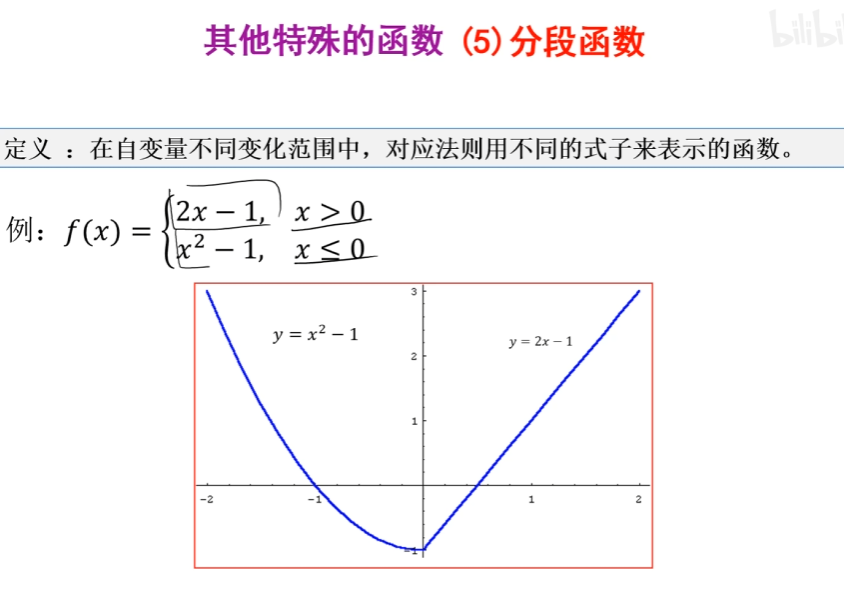 其他特殊的函数 (5)分段函数
bilibi
定义 : 在自变量不同变化范围中，对应法则用不同的式子来表示的函数。
例: f(x) = {2x − 1, x > 0
x² − 1, x ≤ 0
3
y = x² − 1
y = 2x − 1
2
1
-2 -1 1 2
-1